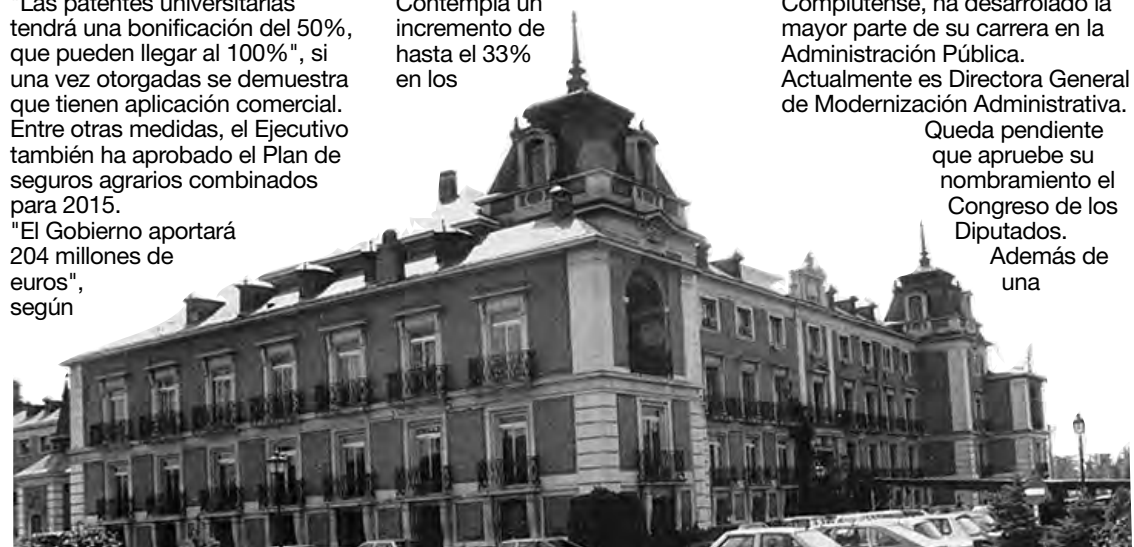 "Las patentes universitarias
tendrá una bonificación del 50%,
que pueden llegar al 100%", si
una vez otorgadas se demuestra
que tienen aplicación comercial.
Entre otras medidas, el Ejecutivo
también ha aprobado el Plan de
seguros agrarios combinados
para 2015.
"El Gobierno aportará
204 millones de
euros",
según
Contempla un
incremento de
hasta el 33%
en los
Complutense, ha desarrolado la
mayor parte de su carrera en la
Administración Pública.
Actualmente es Directora General
de Modernización Administrativa.
Queda pendiente
que apruebe su
nombramiento el
Congreso de los
Diputados.
Además de
una